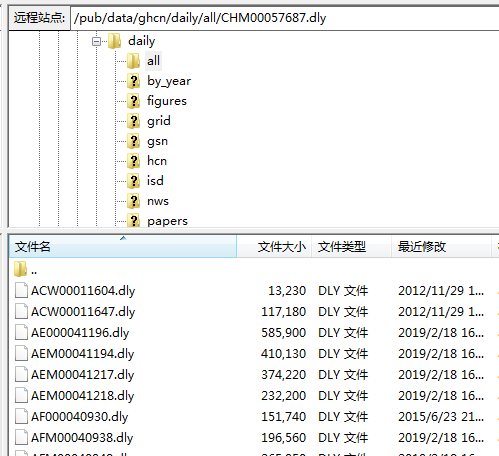 远程站点: /pub/data/ghcn/daily/all/CHM00057687.dly
daily
all
by_year
figures
grid
gsn
hcn
isd
nws
papers
文件名 文件大小 文件类型 最近修改
..
ACW00011604.dly 13,230 DLY 文件 2012/11/29 1...
ACW00011647.dly 117,180 DLY 文件 2012/11/29 1...
AE000041196.dly 585,900 DLY 文件 2019/2/18 16...
AEM00041194.dly 410,130 DLY 文件 2019/2/18 16...
AEM00041217.dly 374,220 DLY 文件 2019/2/18 16...
AEM00041218.dly 232,200 DLY 文件 2019/2/18 16...
AF000040930.dly 151,740 DLY 文件 2015/6/23 21...
AFM00040938.dly 196,560 DLY 文件 2019/2/18 16...